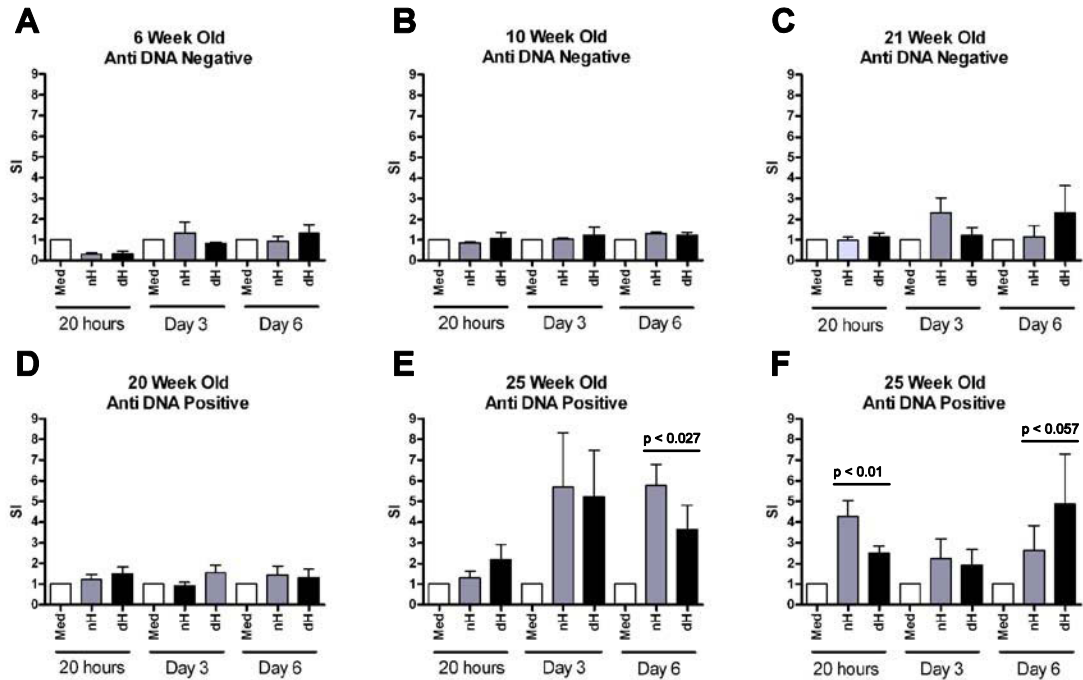 A
6 Week Old
Anti DNA Negative
SI
9
8
7
6
5
4
3
2
1
0
Med nH dH Med nH dH Med nH dH
20 hours Day 3 Day 6
B
10 Week Old
Anti DNA Negative
SI
9
8
7
6
5
4
3
2
1
0
Med nH dH Med nH dH Med nH dH
20 hours Day 3 Day 6
C
21 Week Old
Anti DNA Negative
SI
9
8
7
6
5
4
3
2
1
0
Med nH dH Med nH dH Med nH dH
20 hours Day 3 Day 6
D
20 Week Old
Anti DNA Positive
SI
9
8
7
6
5
4
3
2
1
0
Med nH dH Med nH dH Med nH dH
20 hours Day 3 Day 6
E
25 Week Old
Anti DNA Positive
p < 0.027
SI
9
8
7
6
5
4
3
2
1
0
Med nH dH Med nH dH Med nH dH
20 hours Day 3 Day 6
F
25 Week Old
Anti DNA Positive
p < 0.057
p < 0.01
SI
9
8
7
6
5
4
3
2
1
0
Med nH dH Med nH dH Med nH dH
20 hours Day 3 Day 6